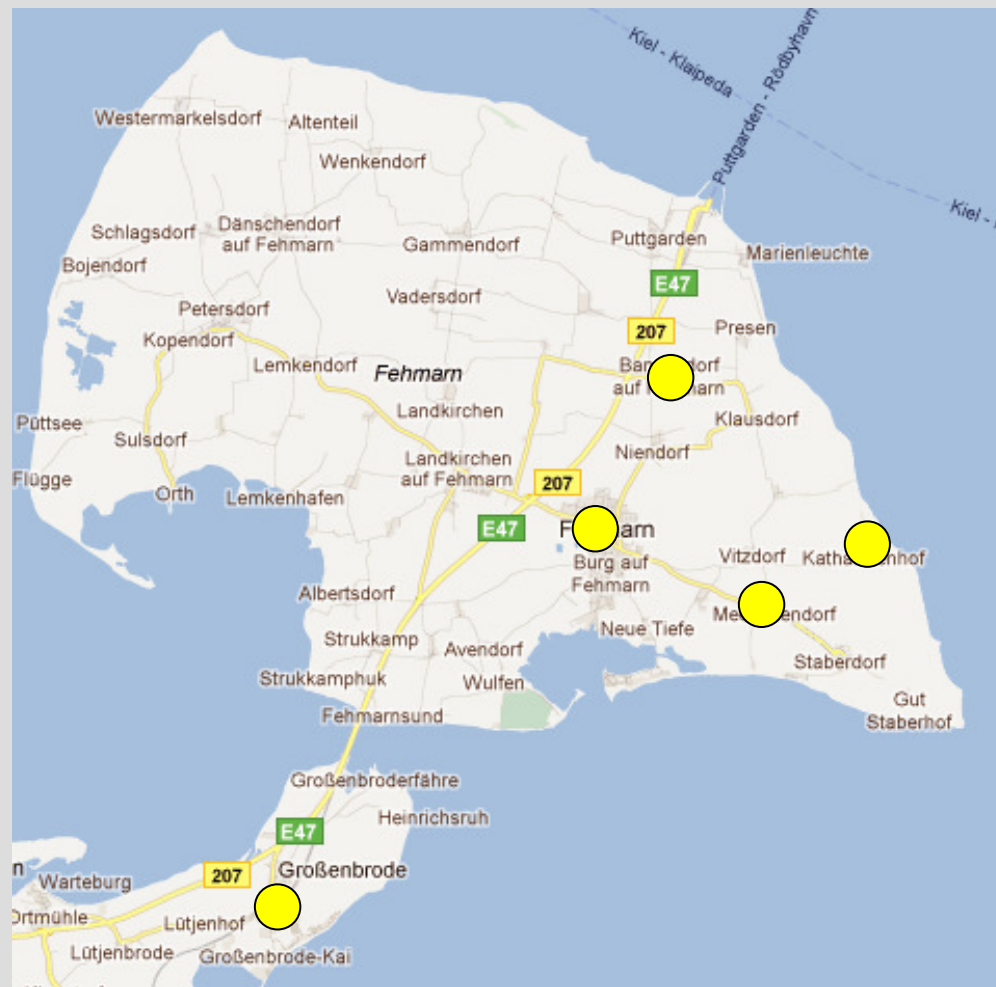 Kiel - Klaipeda
Puttgarden - Rödbyhavn
Kiel -
Westermarkelsdorf
Altenteil
Wenkendorf
Schlagsdorf
Dänschendorf
auf Fehmarn
Gammendorf
Puttgarden
Marienleuchte
Bojendorf
E47
Vadersdorf
Petersdorf
207
Presen
Kopendorf
Lemkendorf
Fehmarn
auf
Landkirchen
Klausdorf
Püttsee
Sulsdorf
Niendorf
Landkirchen
auf Fehmarn
Flügge
Orth
Lemkenhafen
207
E47
Vitzdorf
Burg auf
Fehmarn
Albertsdorf
Neue Tiefe
Strukkamp
Avendorf
Staberdorf
Strukkamphuk
Wulfen
Gut
Staberhof
Fehmarnsund
Großenbroderfähre
Heinrichsruh
E47
Großenbrode
207
Warteburg
Ortmühle
Lütjenhof
Lütjenbrode
Großenbrode-Kai